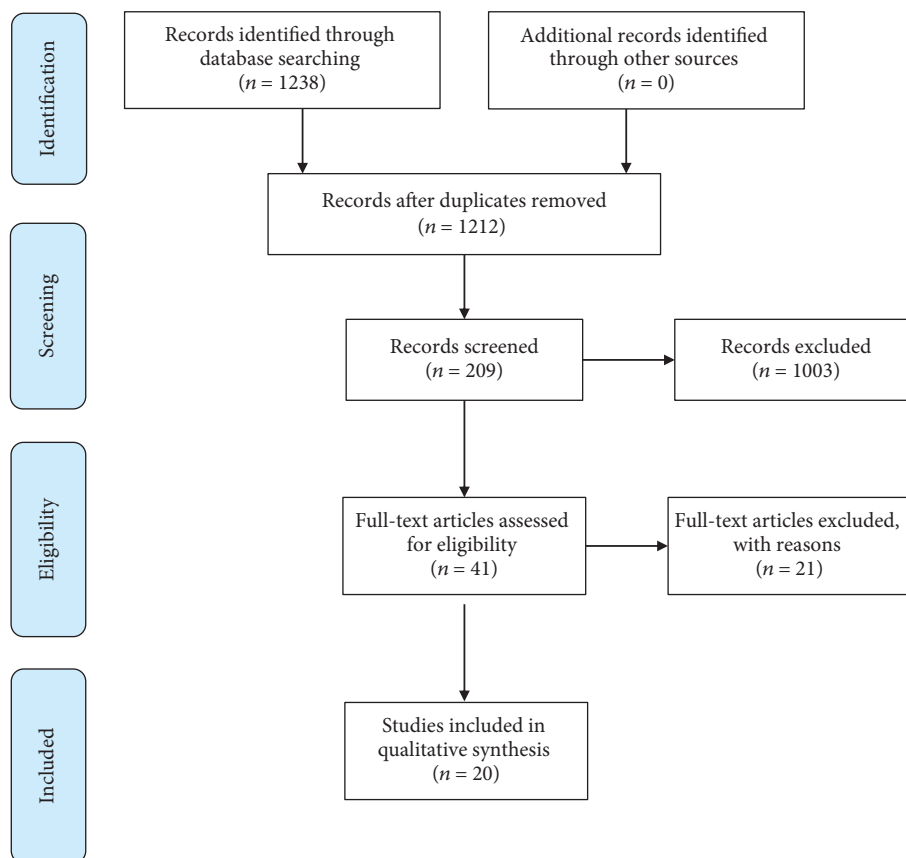 Identification
Records identified through
database searching
(n = 1238)
Additional records identified
through other sources
(n = 0)
Records after duplicates removed
(n = 1212)
Screening
Records screened
(n = 209)
Records excluded
(n = 1003)
Eligibility
Full-text articles assessed
for eligibility
(n = 41)
Full-text articles excluded,
with reasons
(n = 21)
Included
Studies included in
qualitative synthesis
(n = 20)